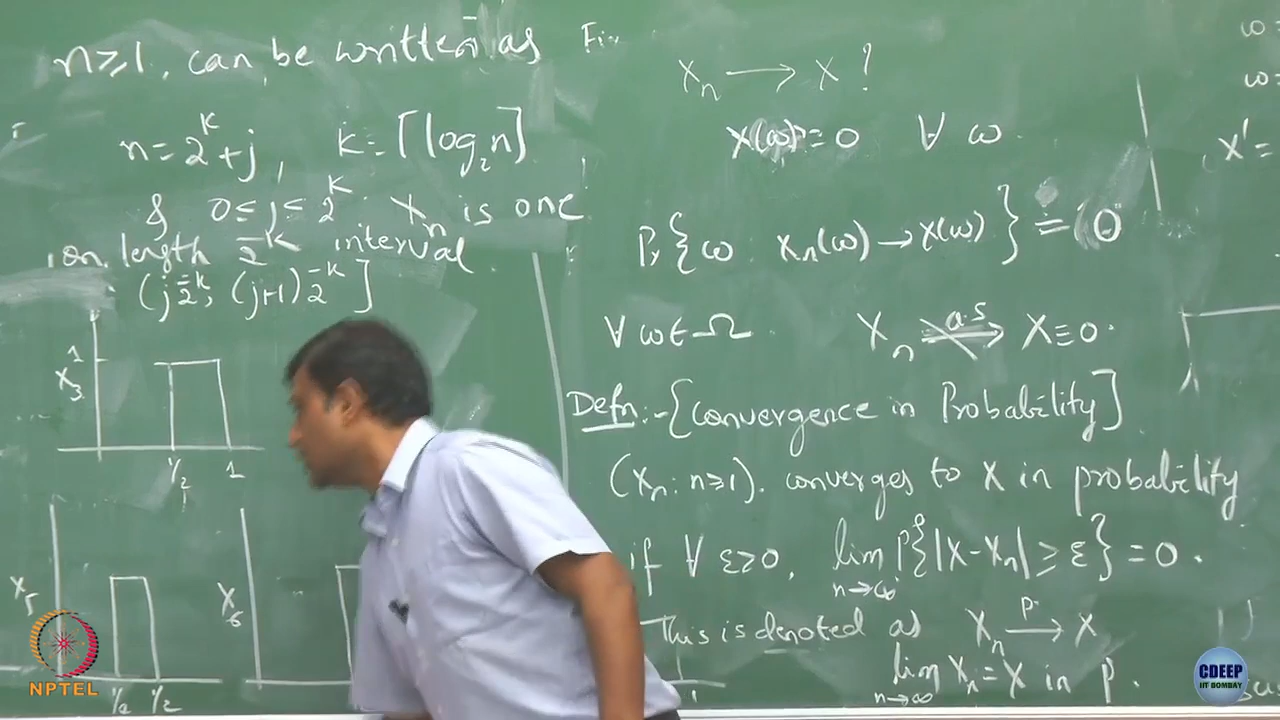 n ≥ 1, can be written as
n = 2^k + j, k = ⌈log₂ n⌉
& 0 ≤ j ≤ 2^k. X_n is one
on length 2^{-k} interval.
(j 2^{-k}, (j+1) 2^{-k}]
1
X_3
1/2 1
X_5
1/2
X_6
X_n → X ?
X(ω) = 0 ∀ ω.
Pr{ω: X_n(ω) → X(ω)} = 0
∀ ω ∈ Ω
X_n a.s X ≡ 0.
Defn:- [Convergence in Probability]
(X_n : n ≥ 1). converges to X in probability
if ∀ ε>0, lim_{n→∞} P{|X - X_n| ≥ ε} = 0.
This is denoted as X_n →^{p.} X
lim_{n→∞} X_n = X in p.
ω =
ω =
X' =
NPTEL
CDEEP
IIT BOMBAY